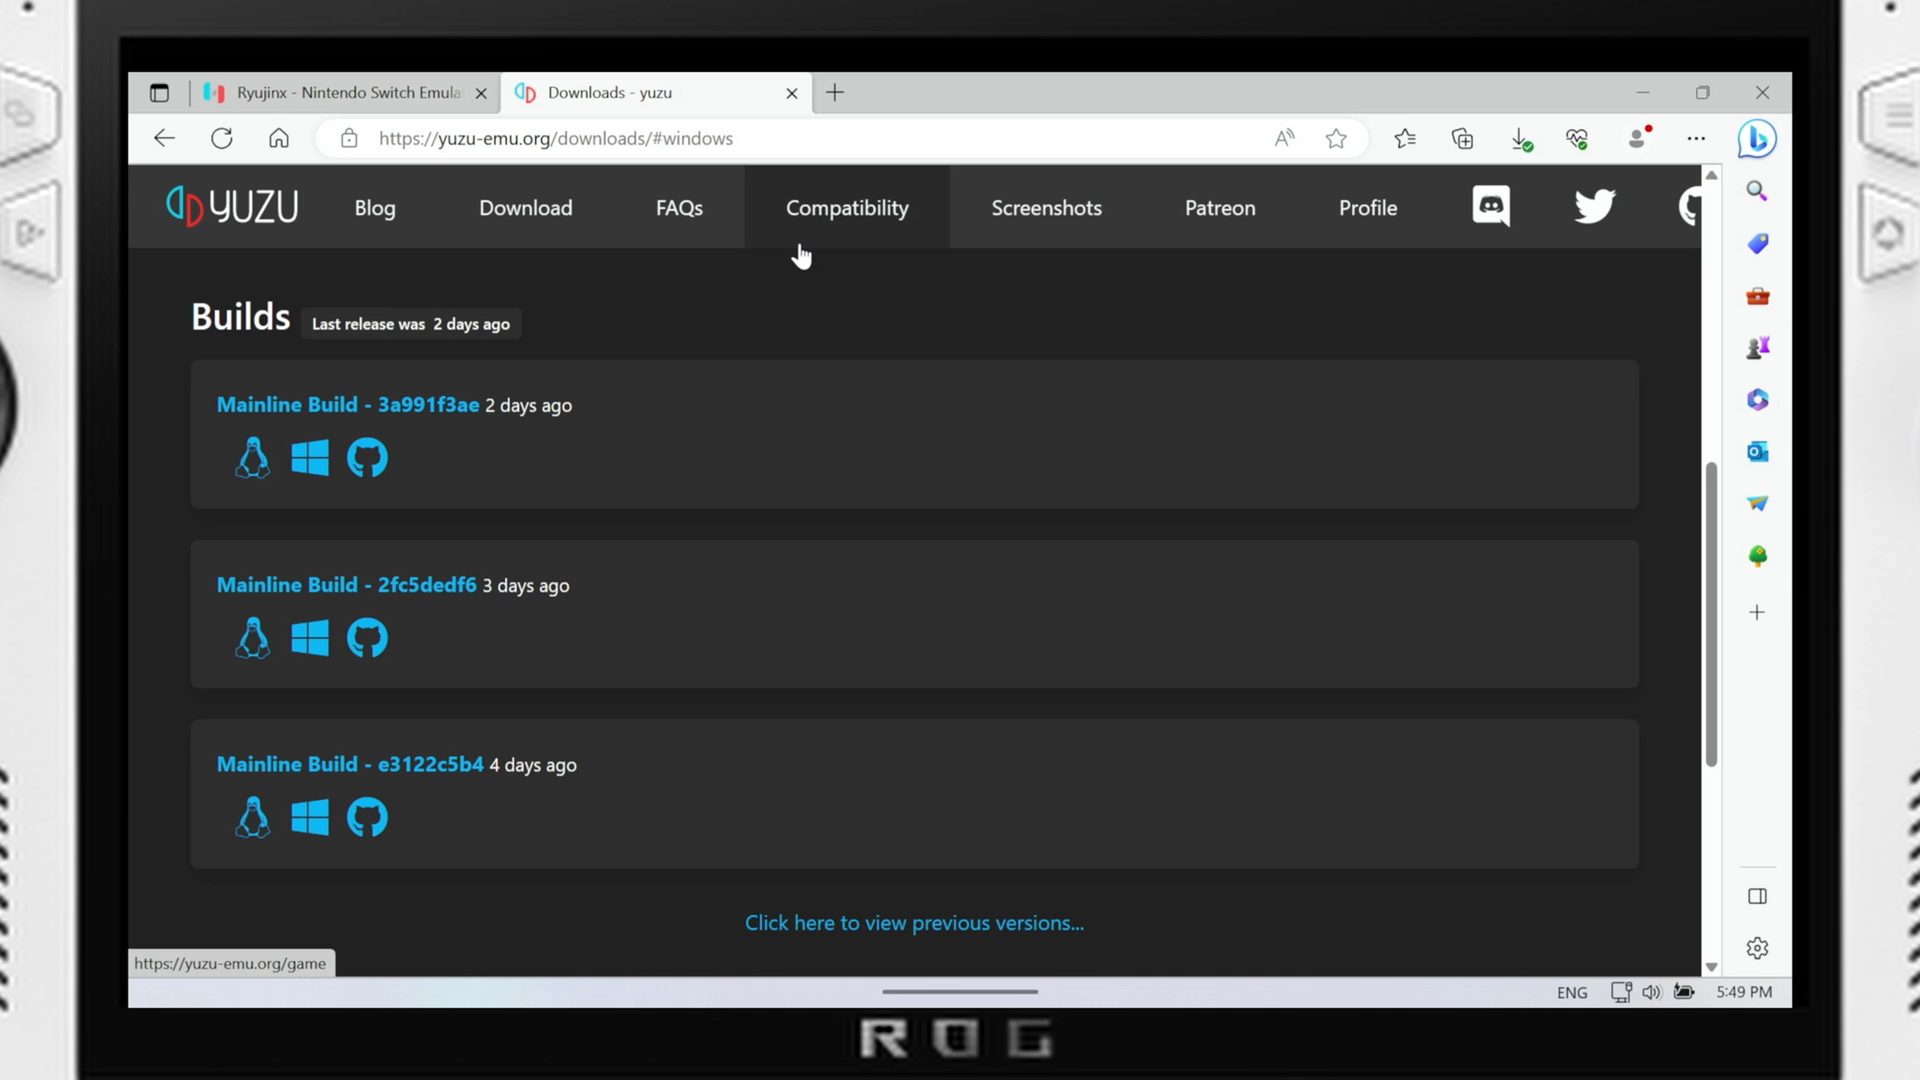 Ryujinx - Nintendo Switch Emula
Downloads - yuzu
https://yuzu-emu.org/downloads/#windows
YUZU
Blog
Download
FAQs
Compatibility
Screenshots
Patreon
Profile
Builds
Last release was 2 days ago
Mainline Build - 3a991f3ae 2 days ago
Mainline Build - 2fc5dedf6 3 days ago
Mainline Build - e3122c5b4 4 days ago
Click here to view previous versions...
https://yuzu-emu.org/game
ENG
5:49 PM
ROG